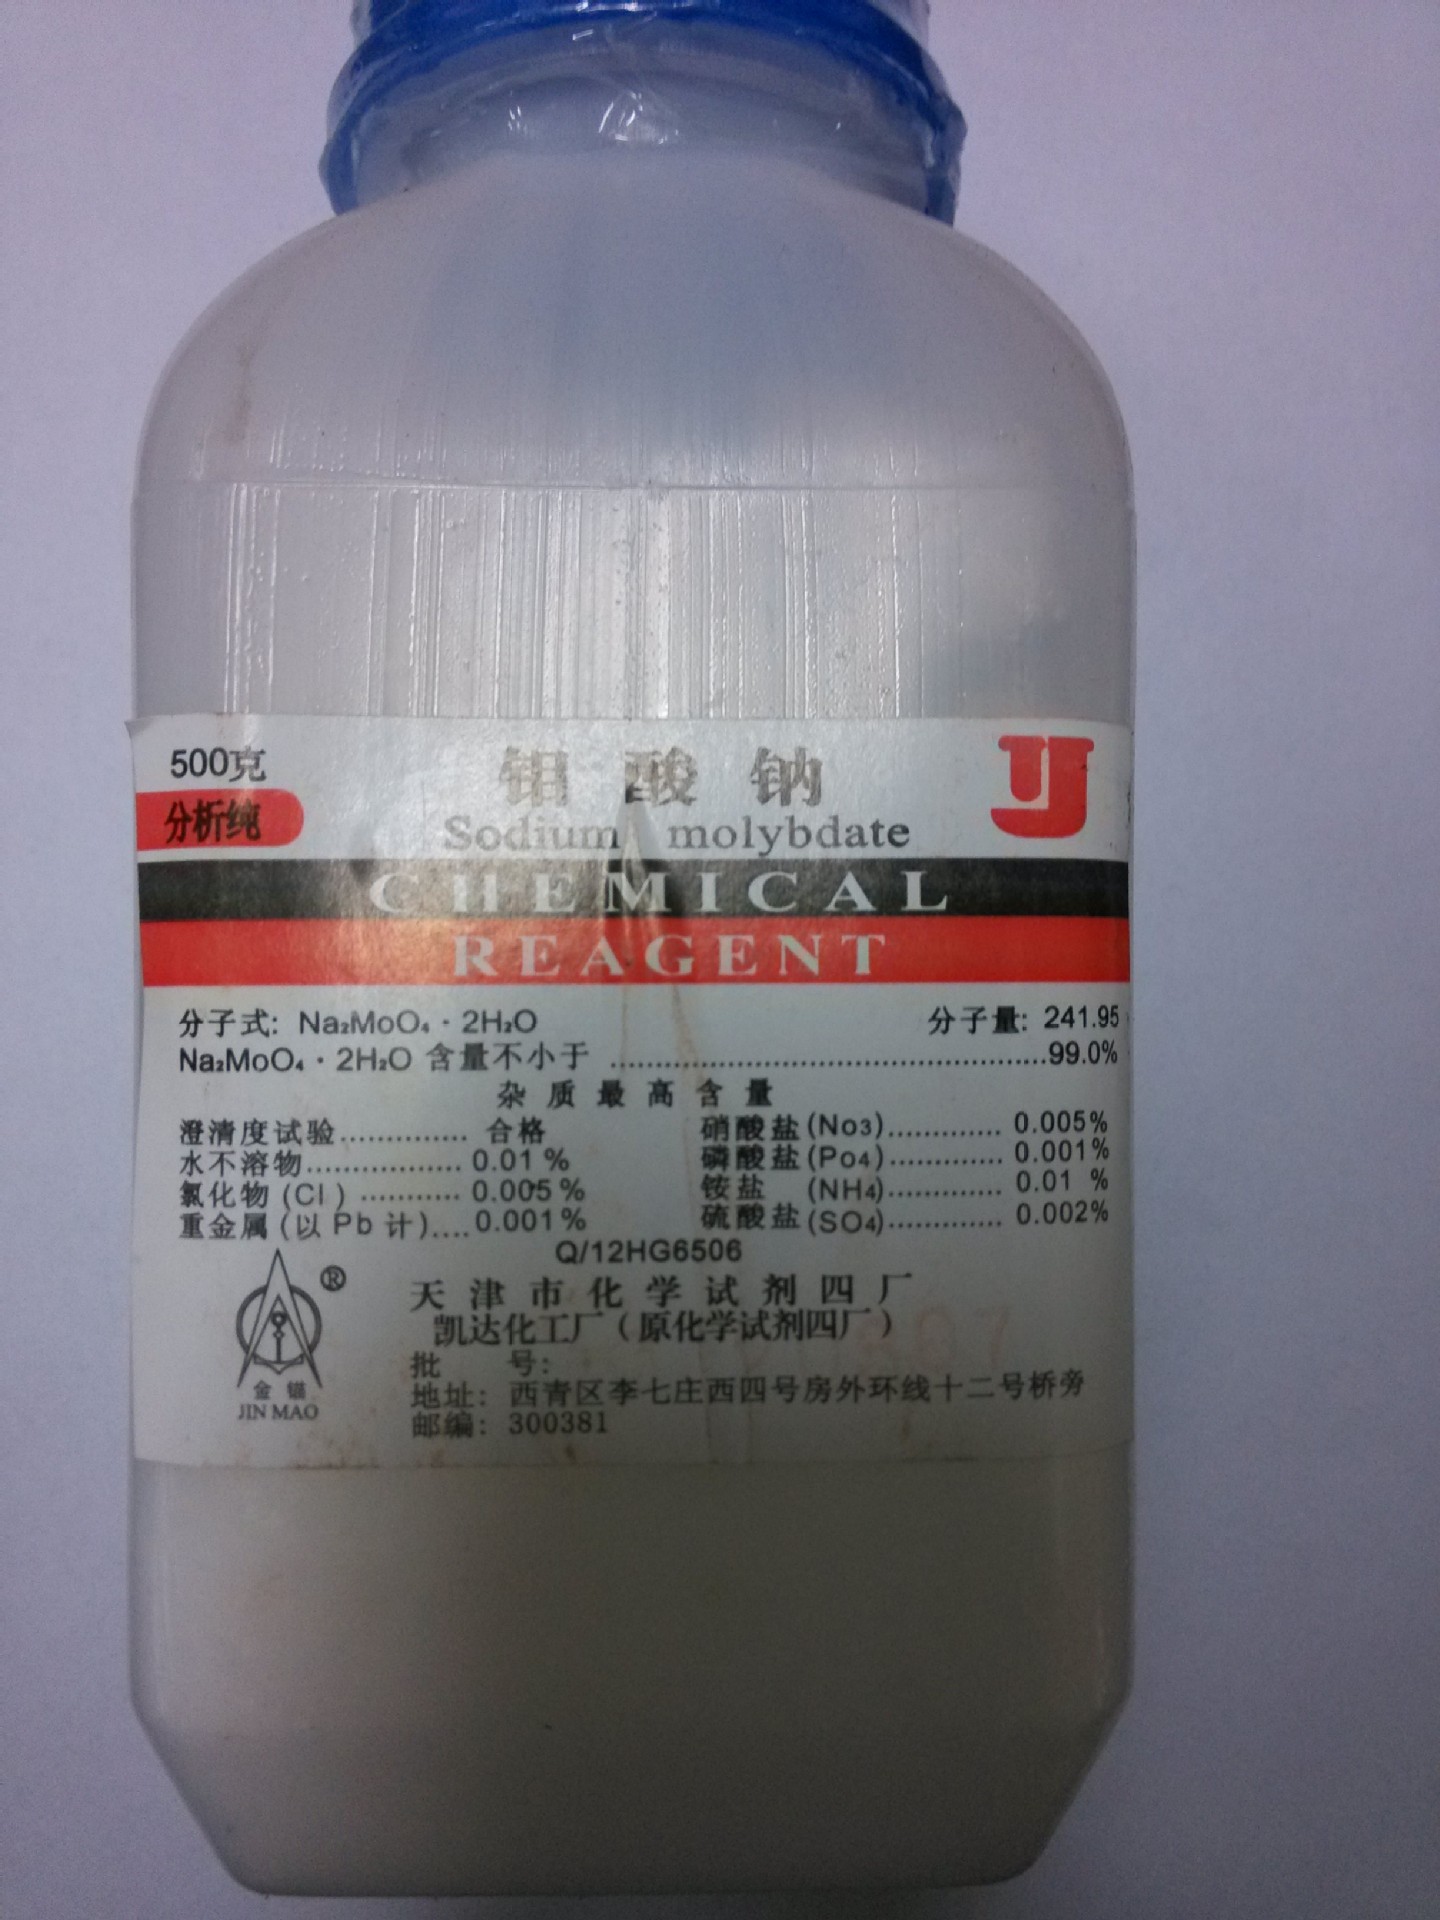 500克
钼酸钠
分析纯
Sodium molybdate
CHEMICAL
REAGENT
分子式: Na₂MoO₄·2H₂O 分子量: 241.95
Na₂MoO₄·2H₂O 含量不小于 ................................................99.0%
杂质最高含量
澄清度试验.............. 合格 硝酸盐(No3)............. 0.005%
水不溶物................. 0.01 % 磷酸盐(Po4)............. 0.001%
氯化物(Cl) ........... 0.005% 铵盐 (NH4)............. 0.01 %
重金属(以Pb计).... 0.001% 硫酸盐(SO4)............. 0.002%
Q/12HG6506
®
天津市化学试剂四厂
凯达化工厂(原化学试剂四厂)
批 号:
金锚
地址: 西青区李七庄西四号房外环线十二号桥旁
JIN MAO
邮编: 300381